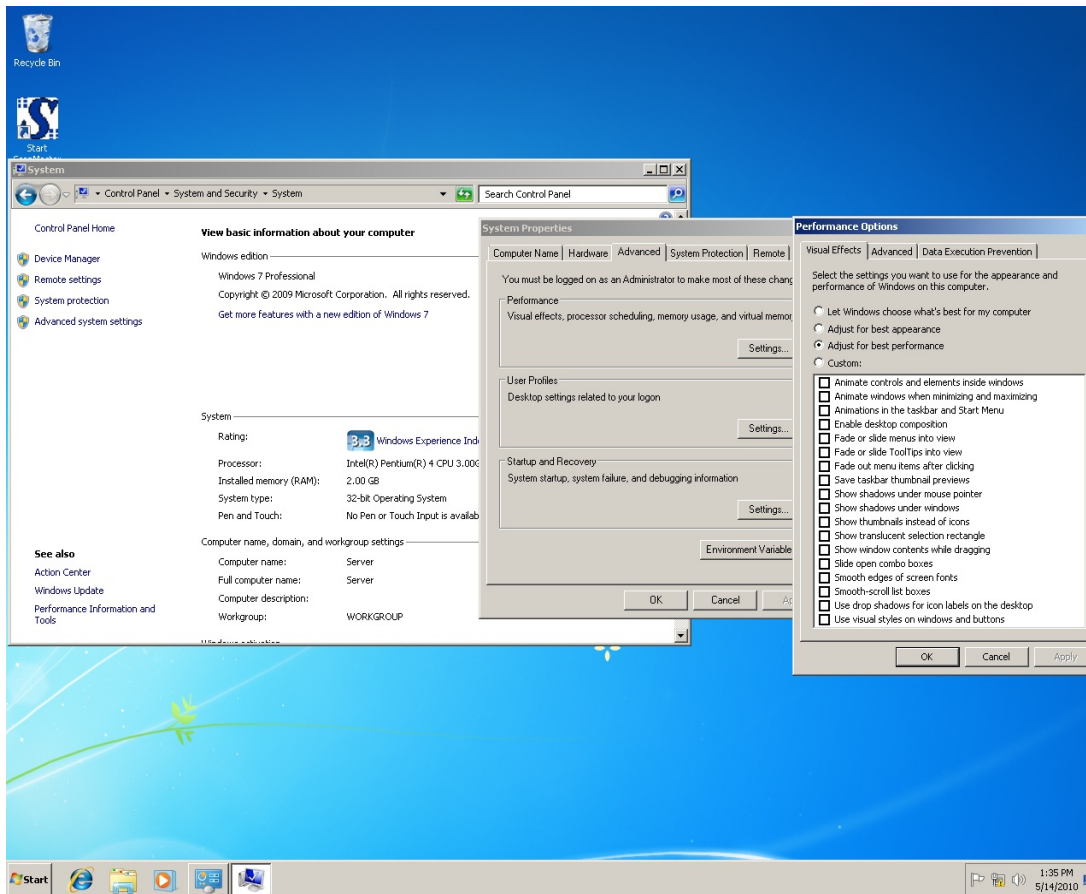 Recycle Bin
Start
System
Control Panel
System and Security
System
Search Control Panel
Control Panel Home
Device Manager
Remote settings
System protection
Advanced system settings
See also
Action Center
Windows Update
Performance Information and
Tools
View basic information about your computer
Windows edition
Windows 7 Professional
Copyright © 2009 Microsoft Corporation. All rights reserved.
Get more features with a new edition of Windows 7
System
Rating:
3.3 Windows Experience
Processor:
Intel(R) Pentium(R) 4 CPU
Installed memory (RAM):
2.00 GB
System type:
32-bit Operating System
Pen and Touch:
No Pen or Touch Input is
Computer name, domain, and workgroup settings
Computer name:
Server
Full computer name:
Server
Computer description:
Workgroup:
WORKGROUP
System Properties
Computer Name
Hardware
Advanced
System Protection
Remote
You must be logged on as an Administrator to make most of these
Performance
Visual effects, processor scheduling, memory usage, and virtual
Settings...
User Profiles
Desktop settings related to your logon
Settings...
Startup and Recovery
System startup, system failure, and debugging information
Settings...
Environment
OK
Cancel
Performance Options
Visual Effects
Advanced
Data Execution Prevention
Select the settings you want to use for the appearance and
performance of Windows on this computer.
Let Windows choose what's best for my computer
Adjust for best appearance
Adjust for best performance
Custom:
Animate controls and elements inside windows
Animate windows when minimizing and maximizing
Animations in the taskbar and Start Menu
Enable desktop composition
Fade or slide menus into view
Fade or slide ToolTips into view
Fade out menu items after clicking
Save taskbar thumbnail previews
Show shadows under mouse pointer
Show shadows under windows
Show thumbnails instead of icons
Show translucent selection rectangle
Show window contents while dragging
Slide open combo boxes
Smooth edges of screen fonts
Smooth-scroll list boxes
Use drop shadows for icon labels on the desktop
Use visual styles on windows and buttons
OK
Cancel
Apply
Start
1:35 PM
5/14/2010